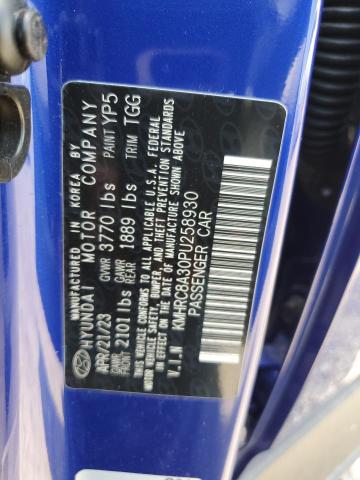 MANUFACTURED IN KOREA BY
HYUNDAI MOTOR COMPANY
APR/21/23 GVWR 3770 lbs PAINT YP5
GAWR FRONT 2101 lbs GAWR REAR 1889 lbs TRIM TGG
THIS VEHICLE CONFORMS TO ALL APPLICABLE U.S.A. FEDERAL
MOTOR VEHICLE SAFETY, BUMPER, AND THEFT PREVENTION STANDARDS
IN EFFECT ON THE DATE OF MANUFACTURE SHOWN ABOVE.
V.I.N KMHRC8A30PU258930
PASSENGER CAR